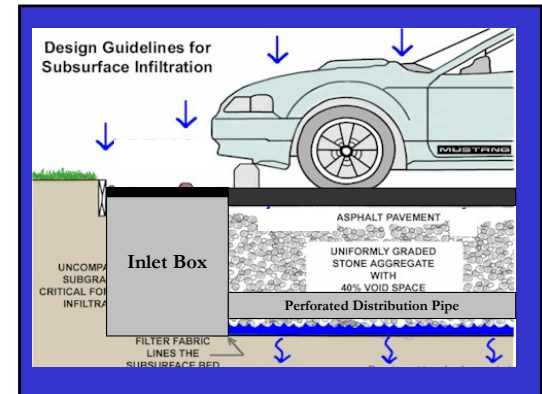 Design Guidelines for
Subsurface Infiltration
MUSTANG
ASPHALT PAVEMENT
UNIFORMLY GRADED
STONE AGGREGATE
WITH
40% VOID SPACE
Inlet Box
UNCOMPA
SUBGRA
CRITICAL FO
INFILTRA
Perforated Distribution Pipe
FILTER FABRIC
LINES THE
SUBSURFACE BED